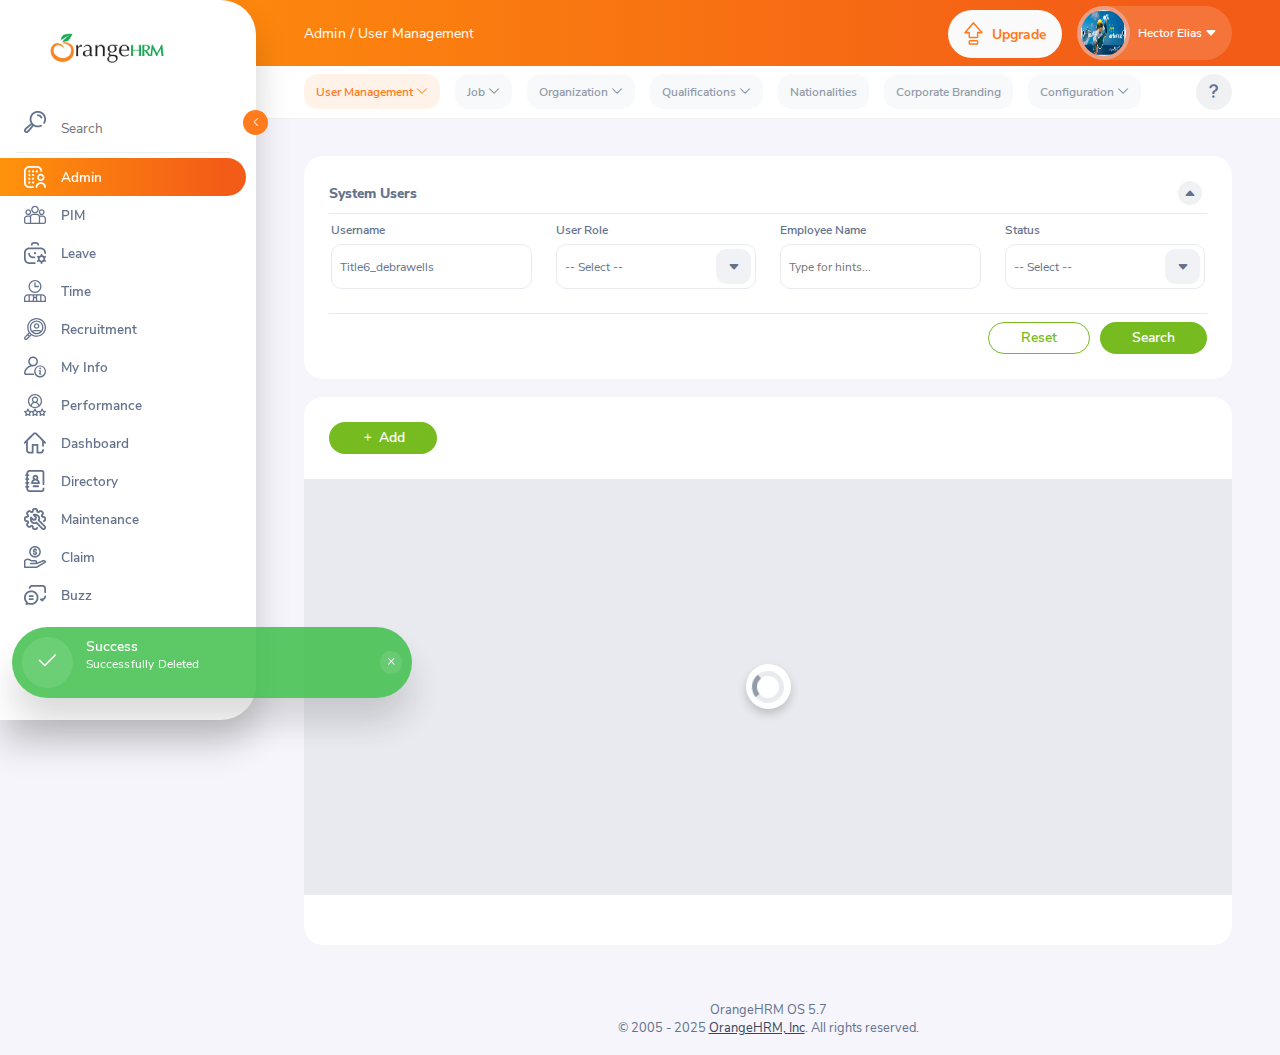 OrangeHRM
Admin / User Management
Upgrade
Hector Elias
User Management
Job
Organization
Qualifications
Nationalities
Corporate Branding
Configuration
?
Search
Admin
PIM
Leave
Time
Recruitment
My Info
Performance
Dashboard
Directory
Maintenance
Claim
Buzz
System Users
Username
User Role
Employee Name
Status
Title6_debrawells
-- Select --
Type for hints...
-- Select --
Reset
Search
+ Add
Success
Successfully Deleted
×
OrangeHRM OS 5.7
© 2005 - 2025 OrangeHRM, Inc. All rights reserved.